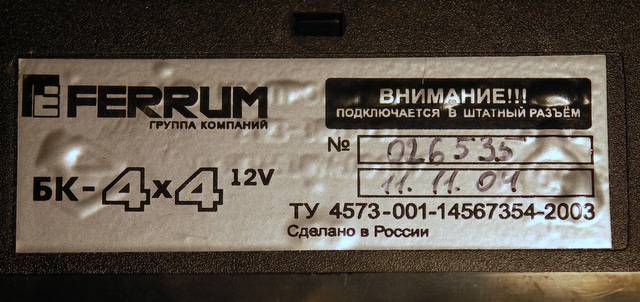 FERRUM
ГРУППА КОМПАНИЙ
БК-4x4 12V
ВНИМАНИЕ!!!
ПОДКЛЮЧАЕТСЯ В ШТАТНЫЙ РАЗЪЁМ
№ 026535
11.11.04
ТУ 4573-001-14567354-2003
Сделано в России